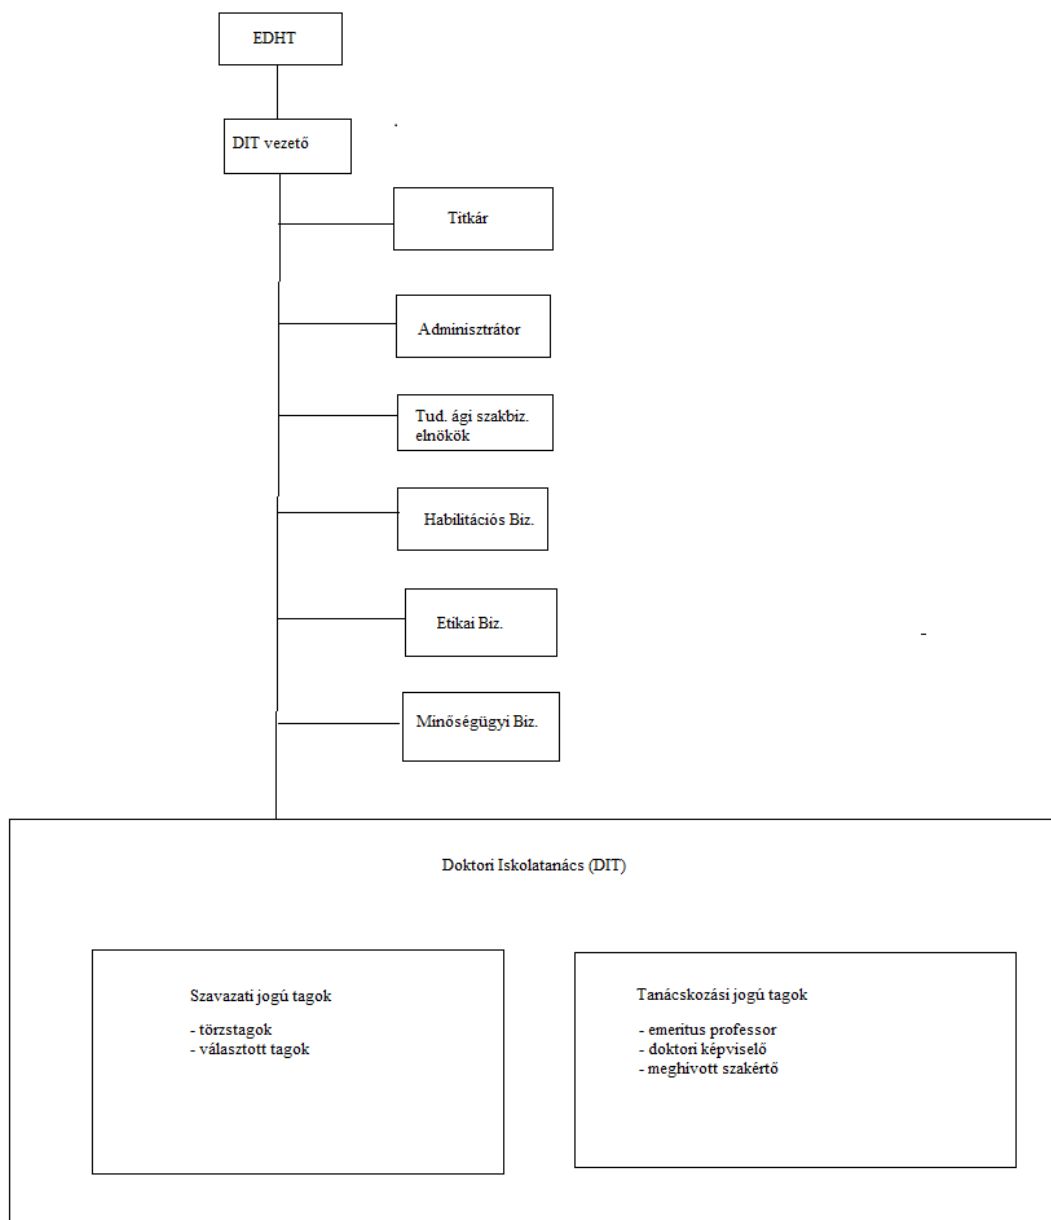 EDHT
DIT vezető
Titkár
Adminisztrátor
Tud. ági szakbiz.
elnökök
Habilitációs Biz.
Etikai Biz.
Minőségügyi Biz.
Doktori Iskolatanács (DIT)
Szavazati jogú tagok
- törzstagok
- választott tagok
Tanácskozási jogú tagok
- emeritus professor
- doktori képviselő
- meghívott szakértő